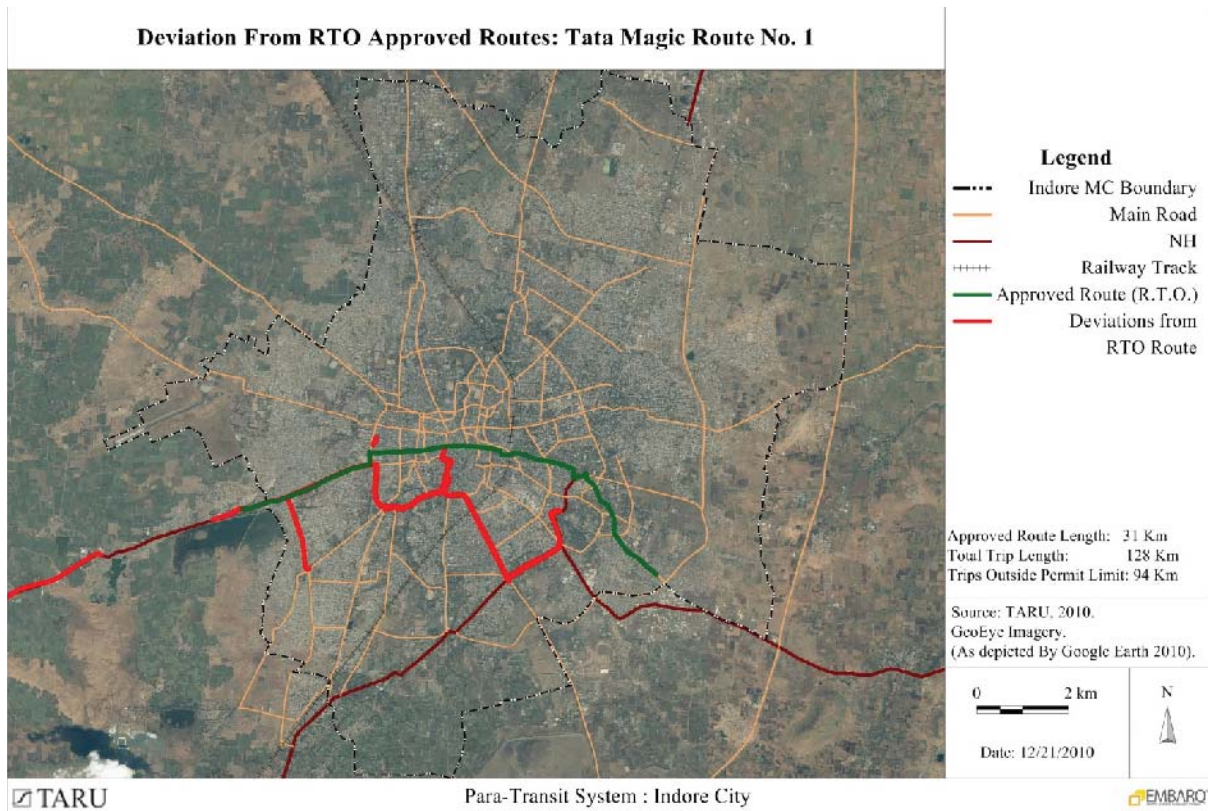 Deviation From RTO Approved Routes: Tata Magic Route No. 1
Legend
Indore MC Boundary
Main Road
NH
Railway Track
Approved Route (R.T.O.)
Deviations from
RTO Route
Approved Route Length: 31 Km
Total Trip Length: 128 Km
Trips Outside Permit Limit: 94 Km
Source: TARU, 2010.
GeoEye Imagery.
(As depicted By Google Earth 2010).
0 2 km
N
Date: 12/21/2010
TARU
Para-Transit System : Indore City
EMBARQ